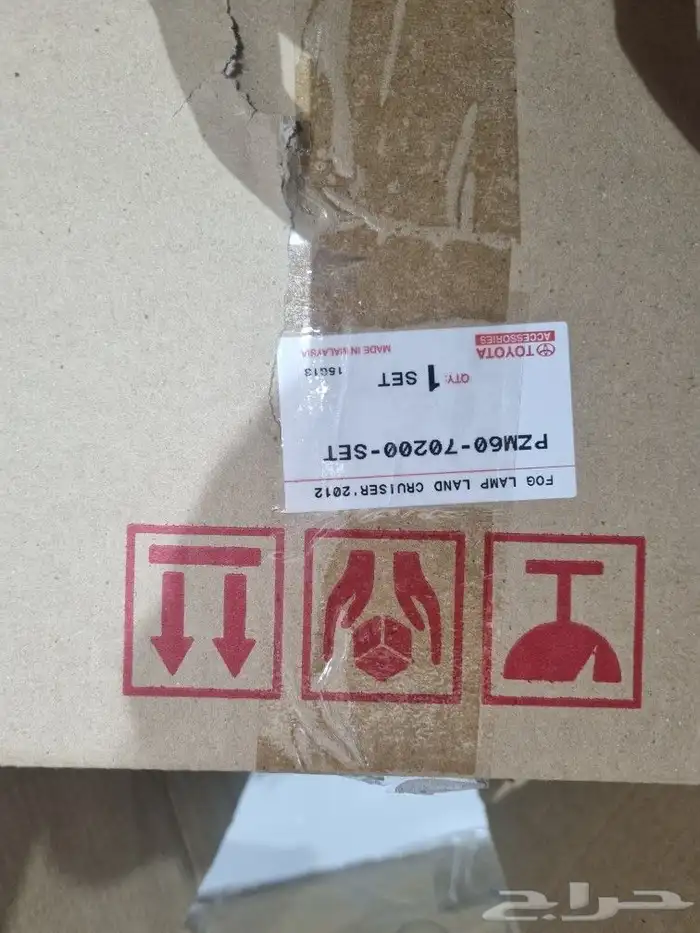 FOG LAMP LAND CRUISER'2012
PZM60-70200-SET
QTY: 1 SET
15G13
TOYOTA
ACCESSORIES
MADE IN MALAYSIA
حراج